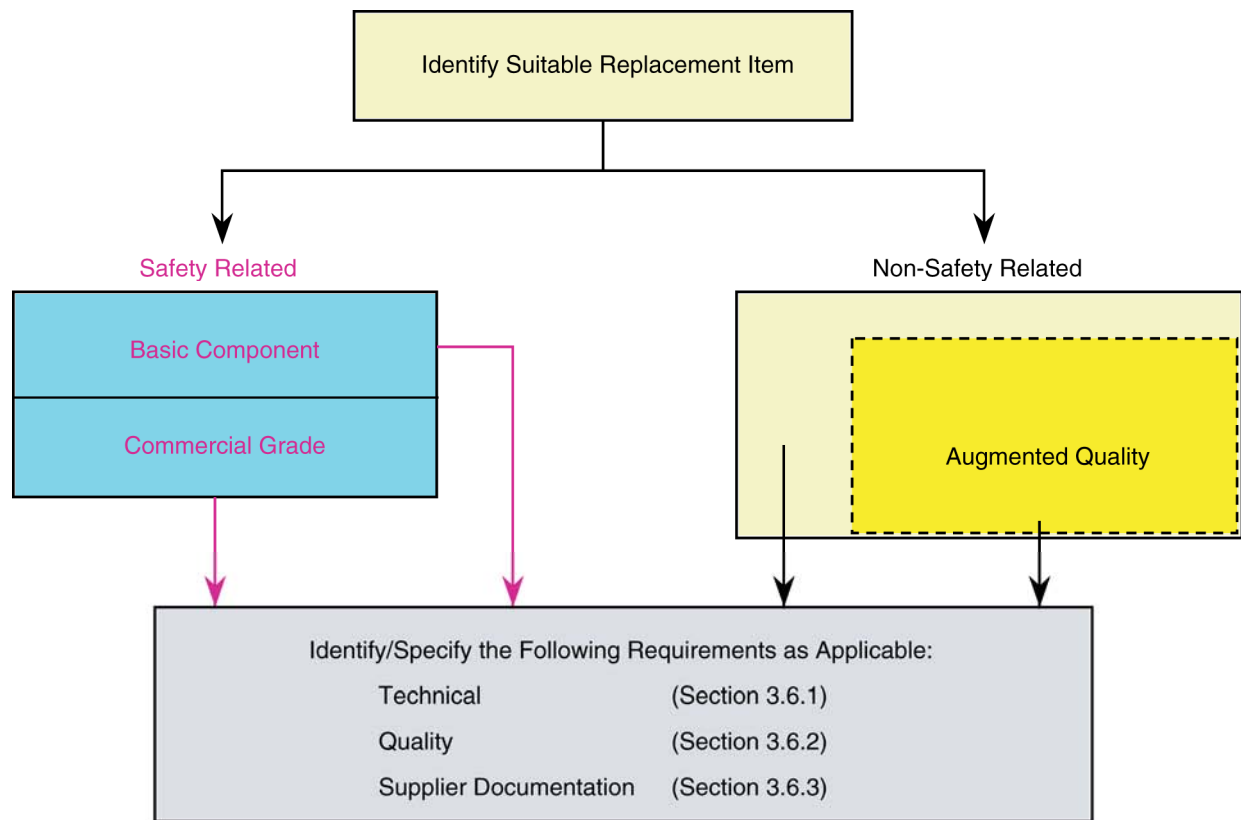 Identify Suitable Replacement Item
Safety Related
Non-Safety Related
Basic Component
Commercial Grade
Augmented Quality
Identify/Specify the Following Requirements as Applicable:
Technical (Section 3.6.1)
Quality (Section 3.6.2)
Supplier Documentation (Section 3.6.3)